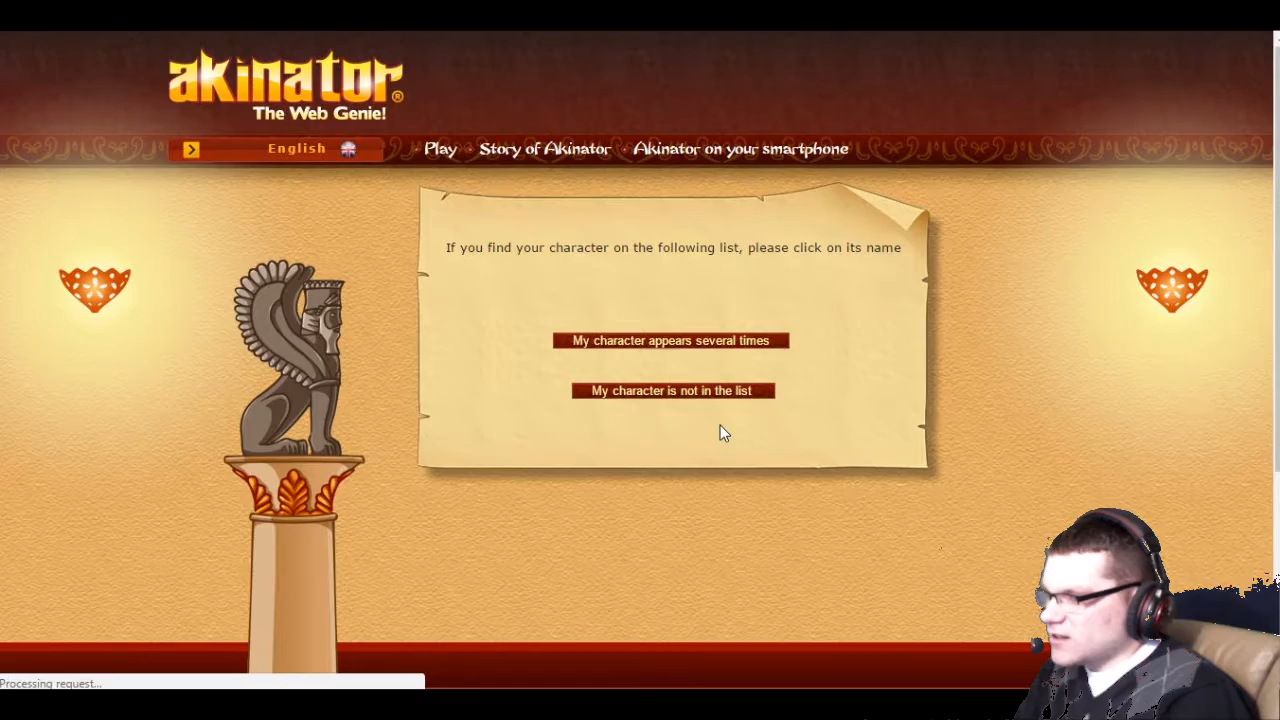 akinator®
The Web Genie!
English
Play · Story of Akinator · Akinator on your smartphone
If you find your character on the following list, please click on its name
My character appears several times
My character is not in the list
Processing request...